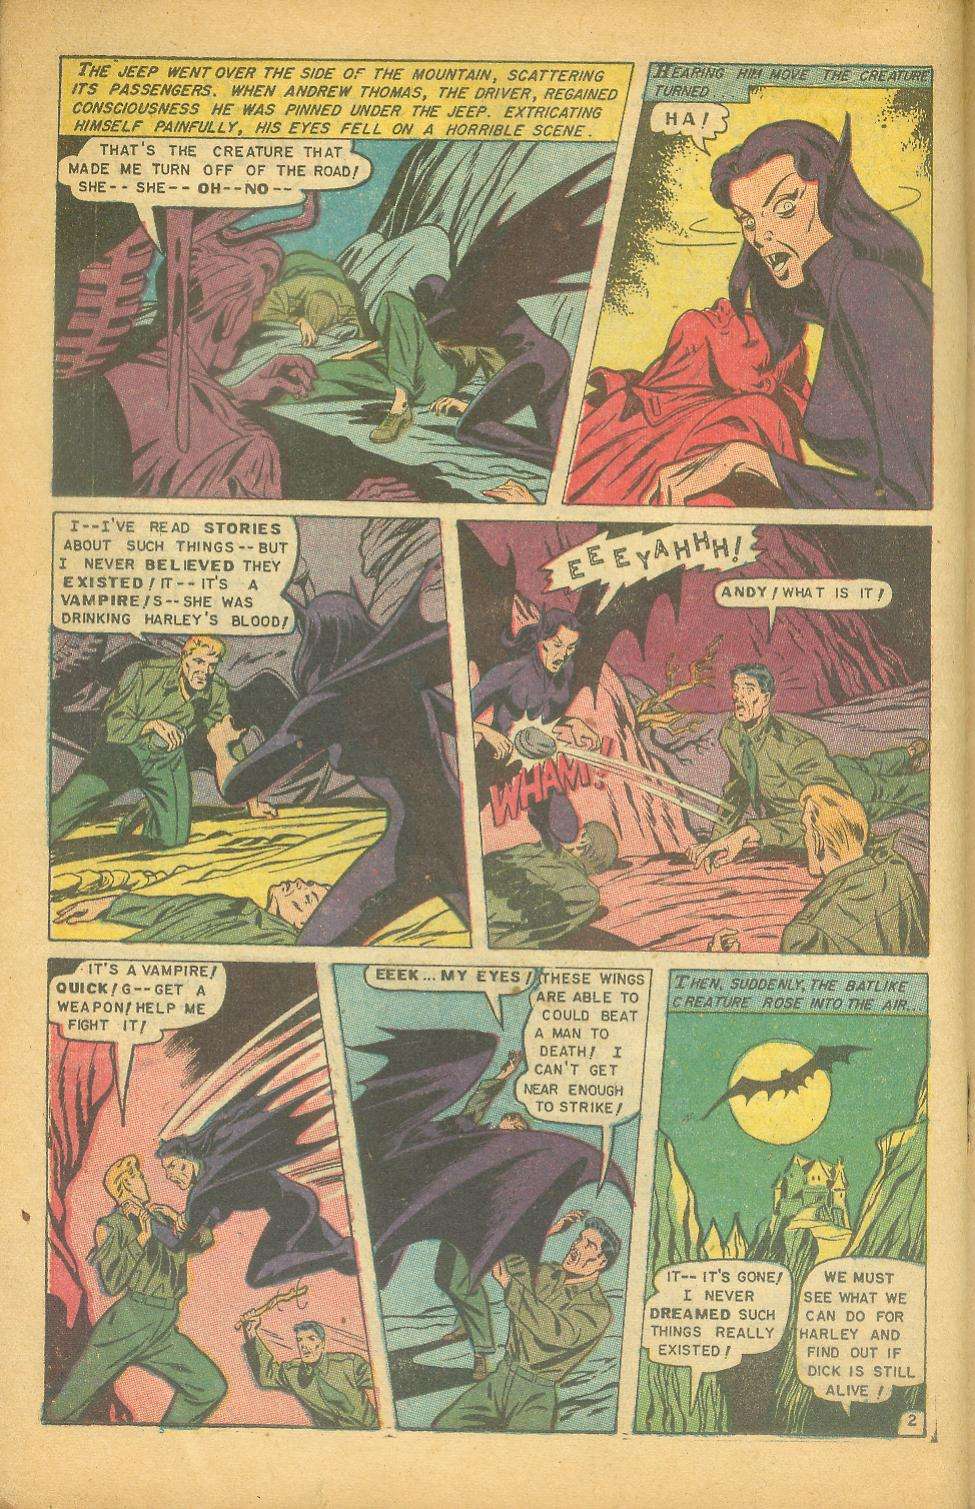 THE JEEP WENT OVER THE SIDE OF THE MOUNTAIN, SCATTERING
ITS PASSENGERS. WHEN ANDREW THOMAS, THE DRIVER, REGAINED
CONSCIOUSNESS HE WAS PINNED UNDER THE JEEP. EXTRICATING
HIMSELF PAINFULLY, HIS EYES FELL ON A HORRIBLE SCENE.
THAT'S THE CREATURE THAT
MADE ME TURN OFF OF THE ROAD!
SHE-- SHE-- OH--NO--
HEARING HIM MOVE THE CREATURE
TURNED...
HA!
I--I'VE READ STORIES
ABOUT SUCH THINGS--BUT
I NEVER BELIEVED THEY
EXISTED! IT-- IT'S A
VAMPIRE! S--SHE WAS
DRINKING HARLEY'S BLOOD!
EEEYAHHH!
ANDY! WHAT IS IT!
WHAM!
IT'S A VAMPIRE!
QUICK! G--GET A
WEAPON! HELP ME
FIGHT IT!
EEEK... MY EYES!
THESE WINGS
ARE ABLE TO
COULD BEAT
A MAN TO
DEATH! I
CAN'T GET
NEAR ENOUGH
TO STRIKE!
THEN, SUDDENLY, THE BATLIKE
CREATURE ROSE INTO THE AIR...
IT-- IT'S GONE!
I NEVER
DREAMED SUCH
THINGS REALLY
EXISTED!
WE MUST
SEE WHAT WE
CAN DO FOR
HARLEY AND
FIND OUT IF
DICK IS STILL
ALIVE!
2